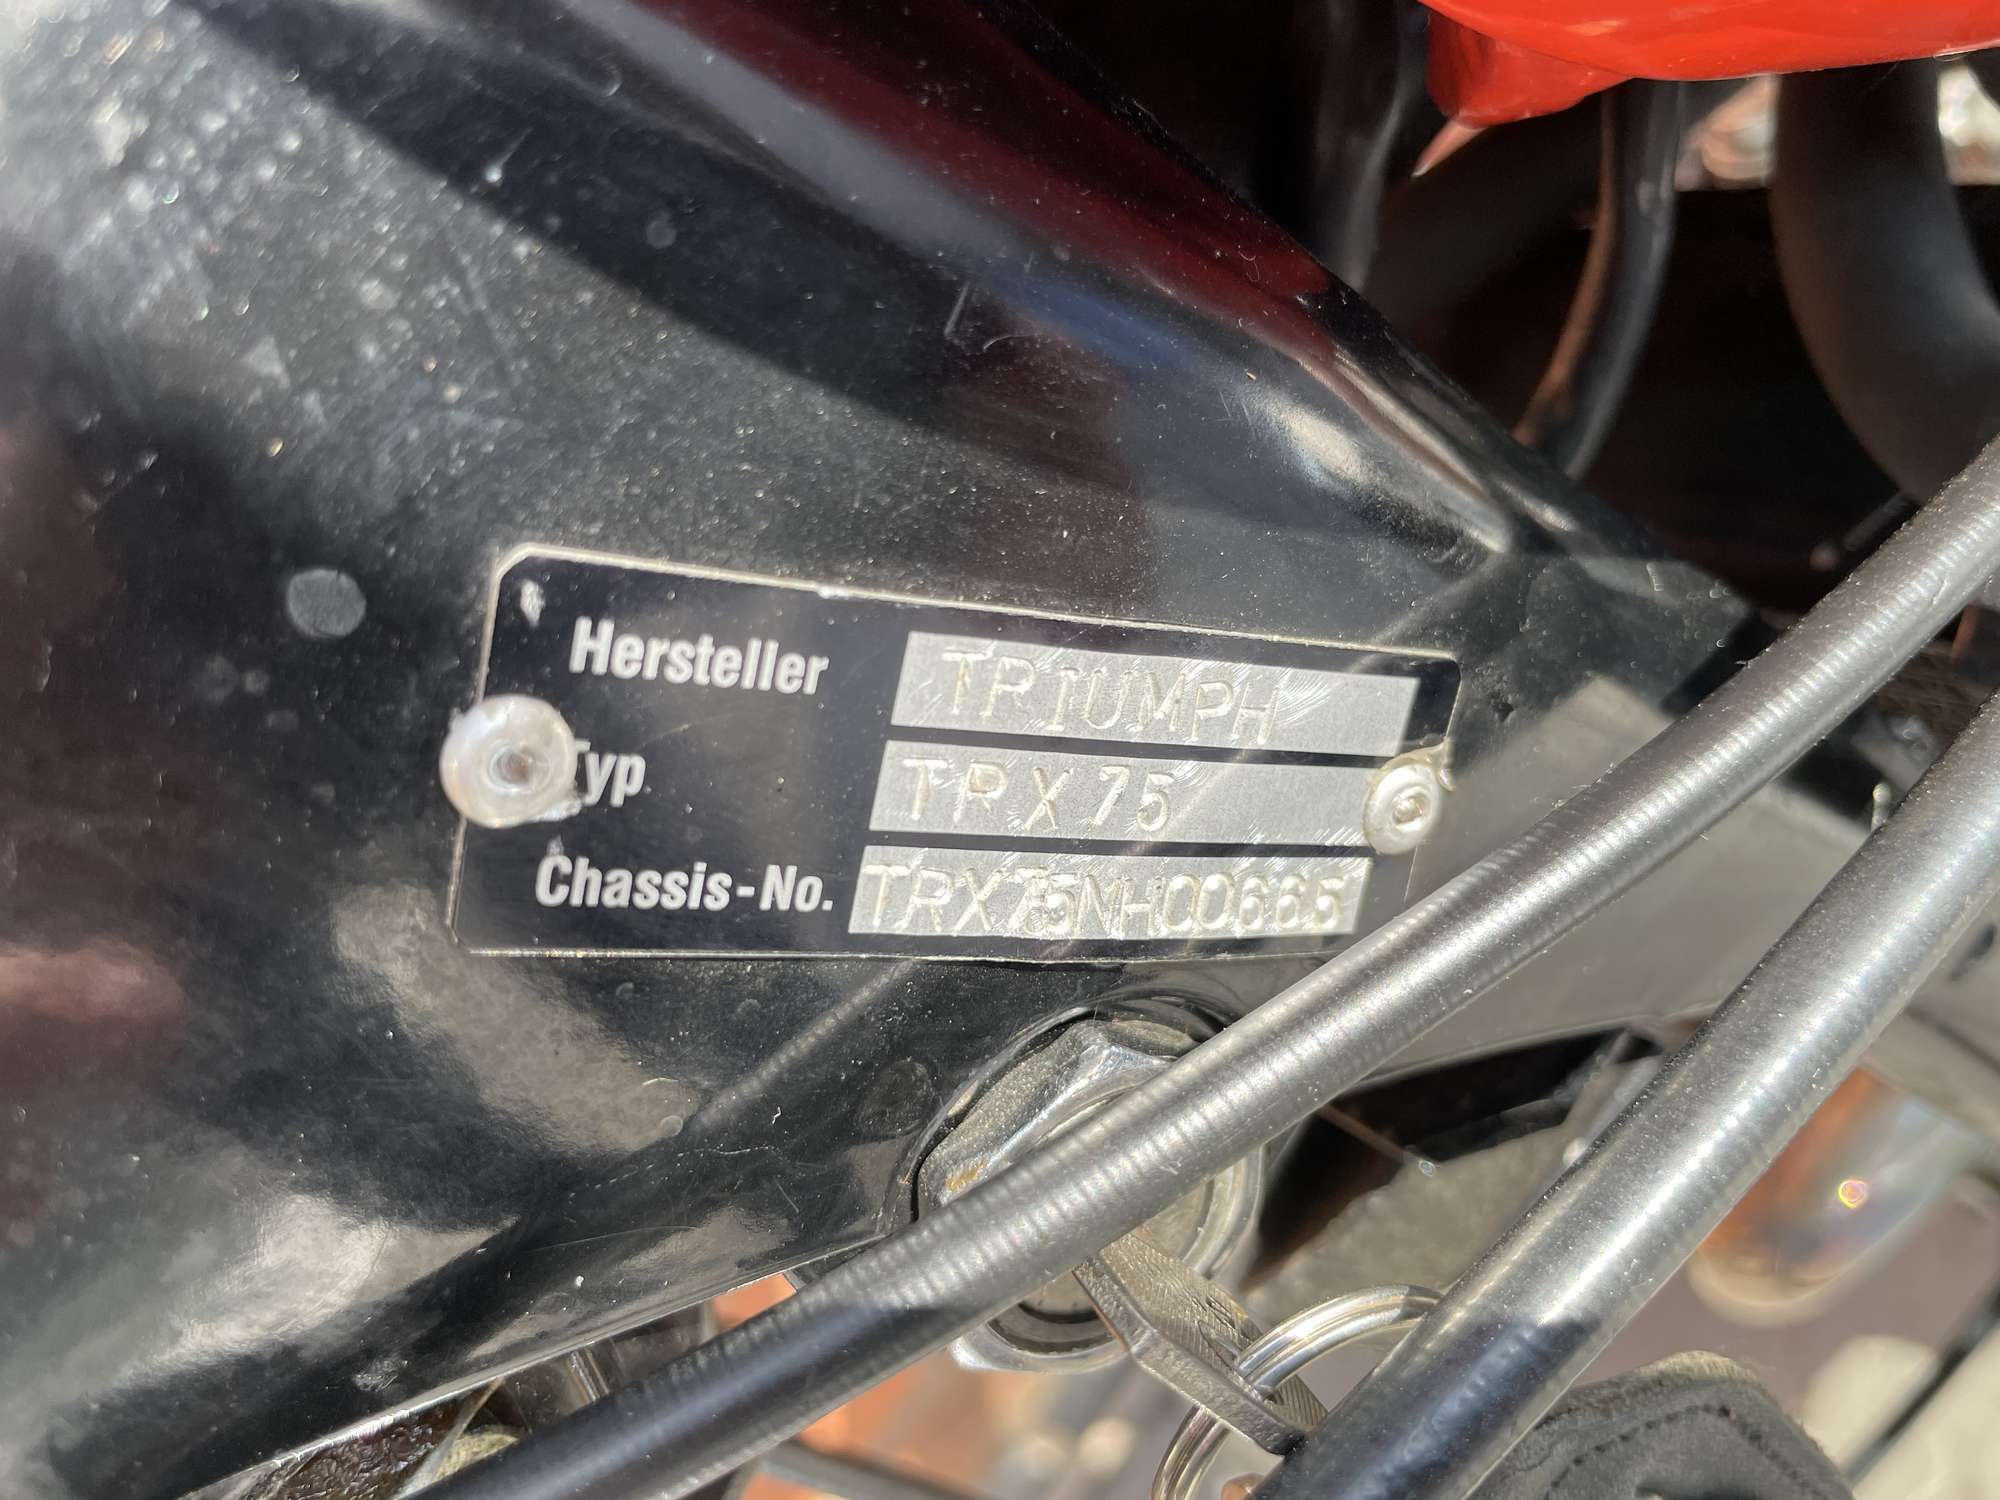 Hersteller TRIUMPH
Typ TRX75
Chassis-No. TRX75NH00665